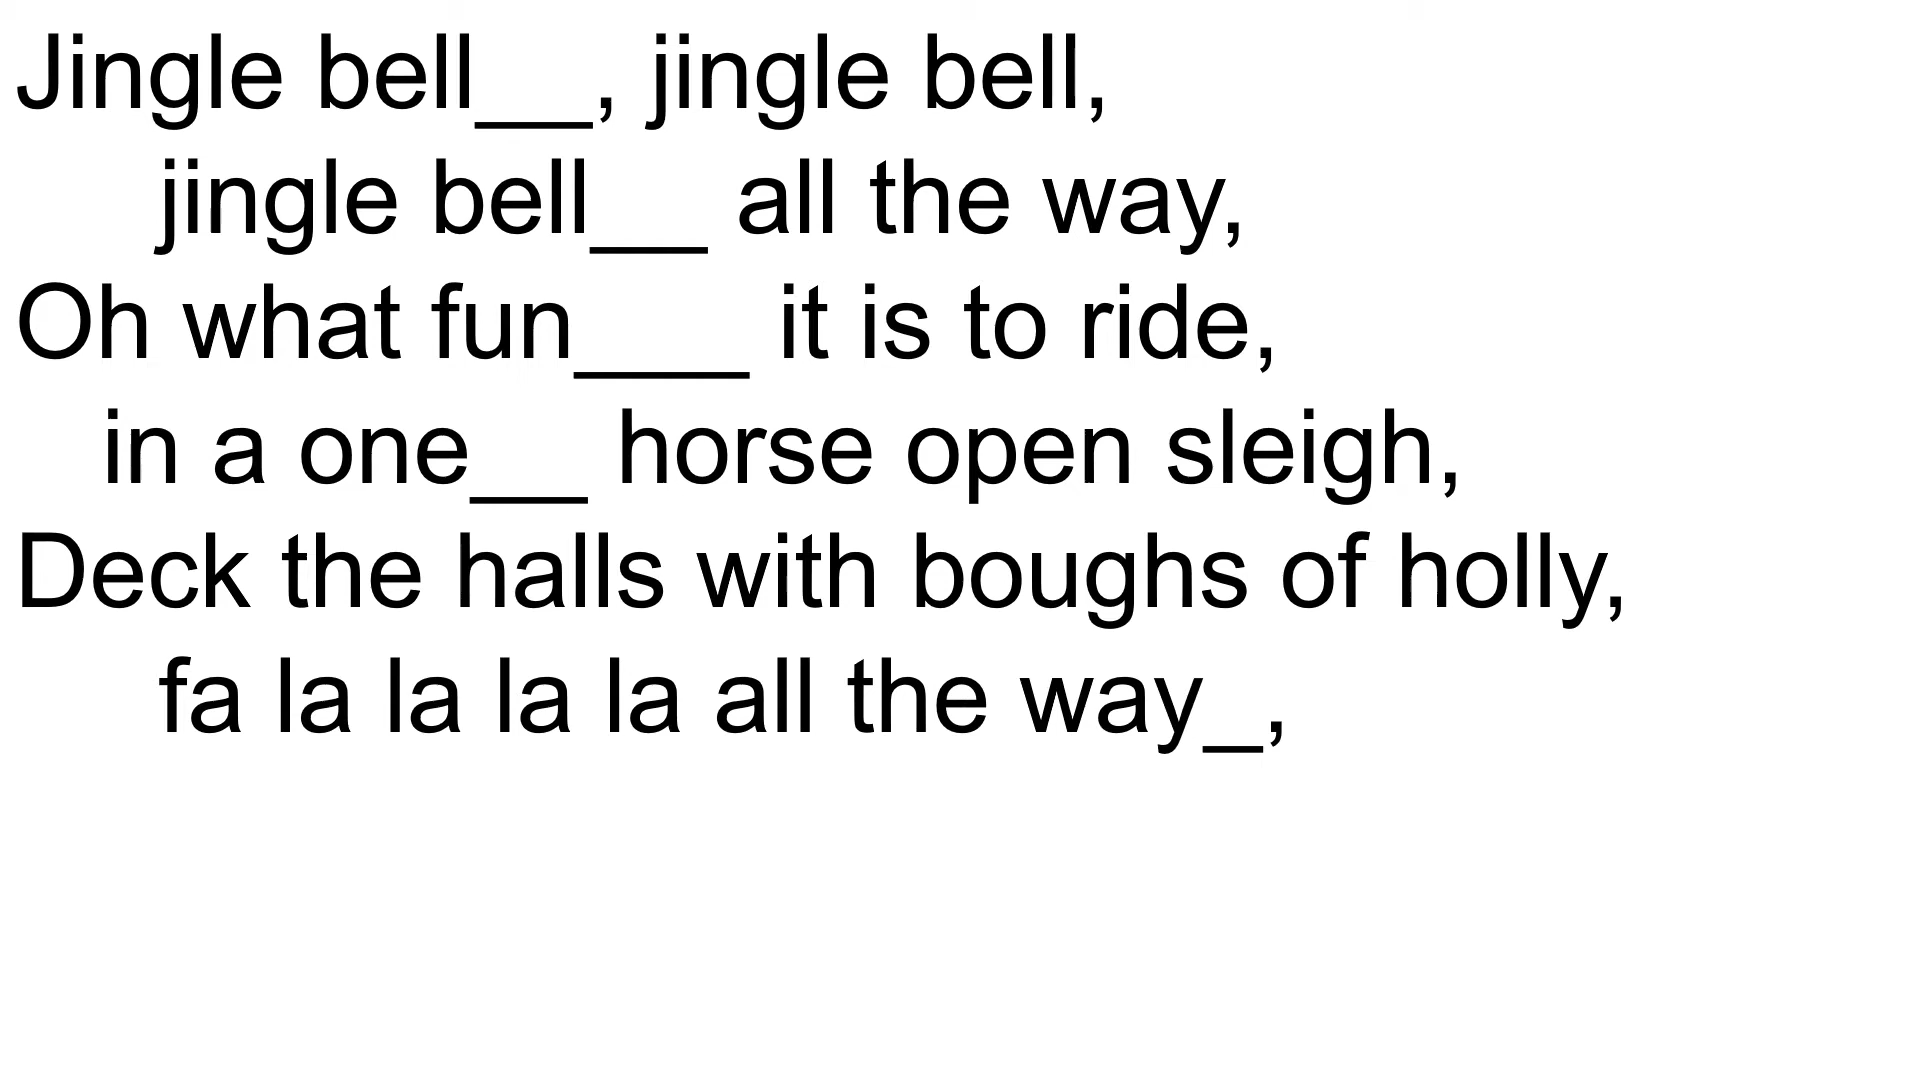 Jingle bell__, jingle bell,
jingle bell__ all the way,
Oh what fun___ it is to ride,
in a one__ horse open sleigh,
Deck the halls with boughs of holly,
fa la la la la all the way_,